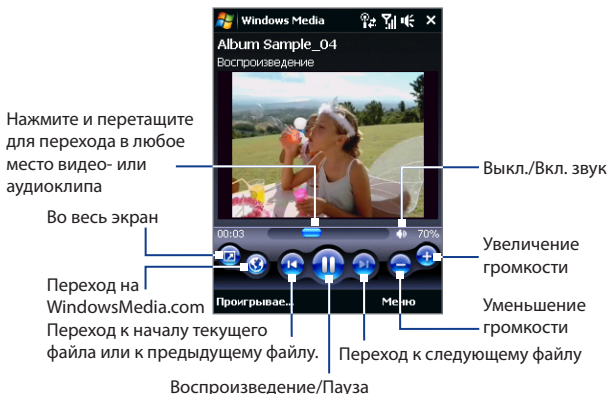 Windows Media
Album Sample_04
Воспроизведение
Нажмите и перетащите
для перехода в любое
место видео- или
аудиоклипа
Выкл./Вкл. звук
Во весь экран
00:03
70%
Увеличение
громкости
Переход на
WindowsMedia.com
Проигрывае...
Меню
Уменьшение
громкости
Переход к началу текущего
файла или к предыдущему файлу.
Переход к следующему файлу
Воспроизведение/Пауза